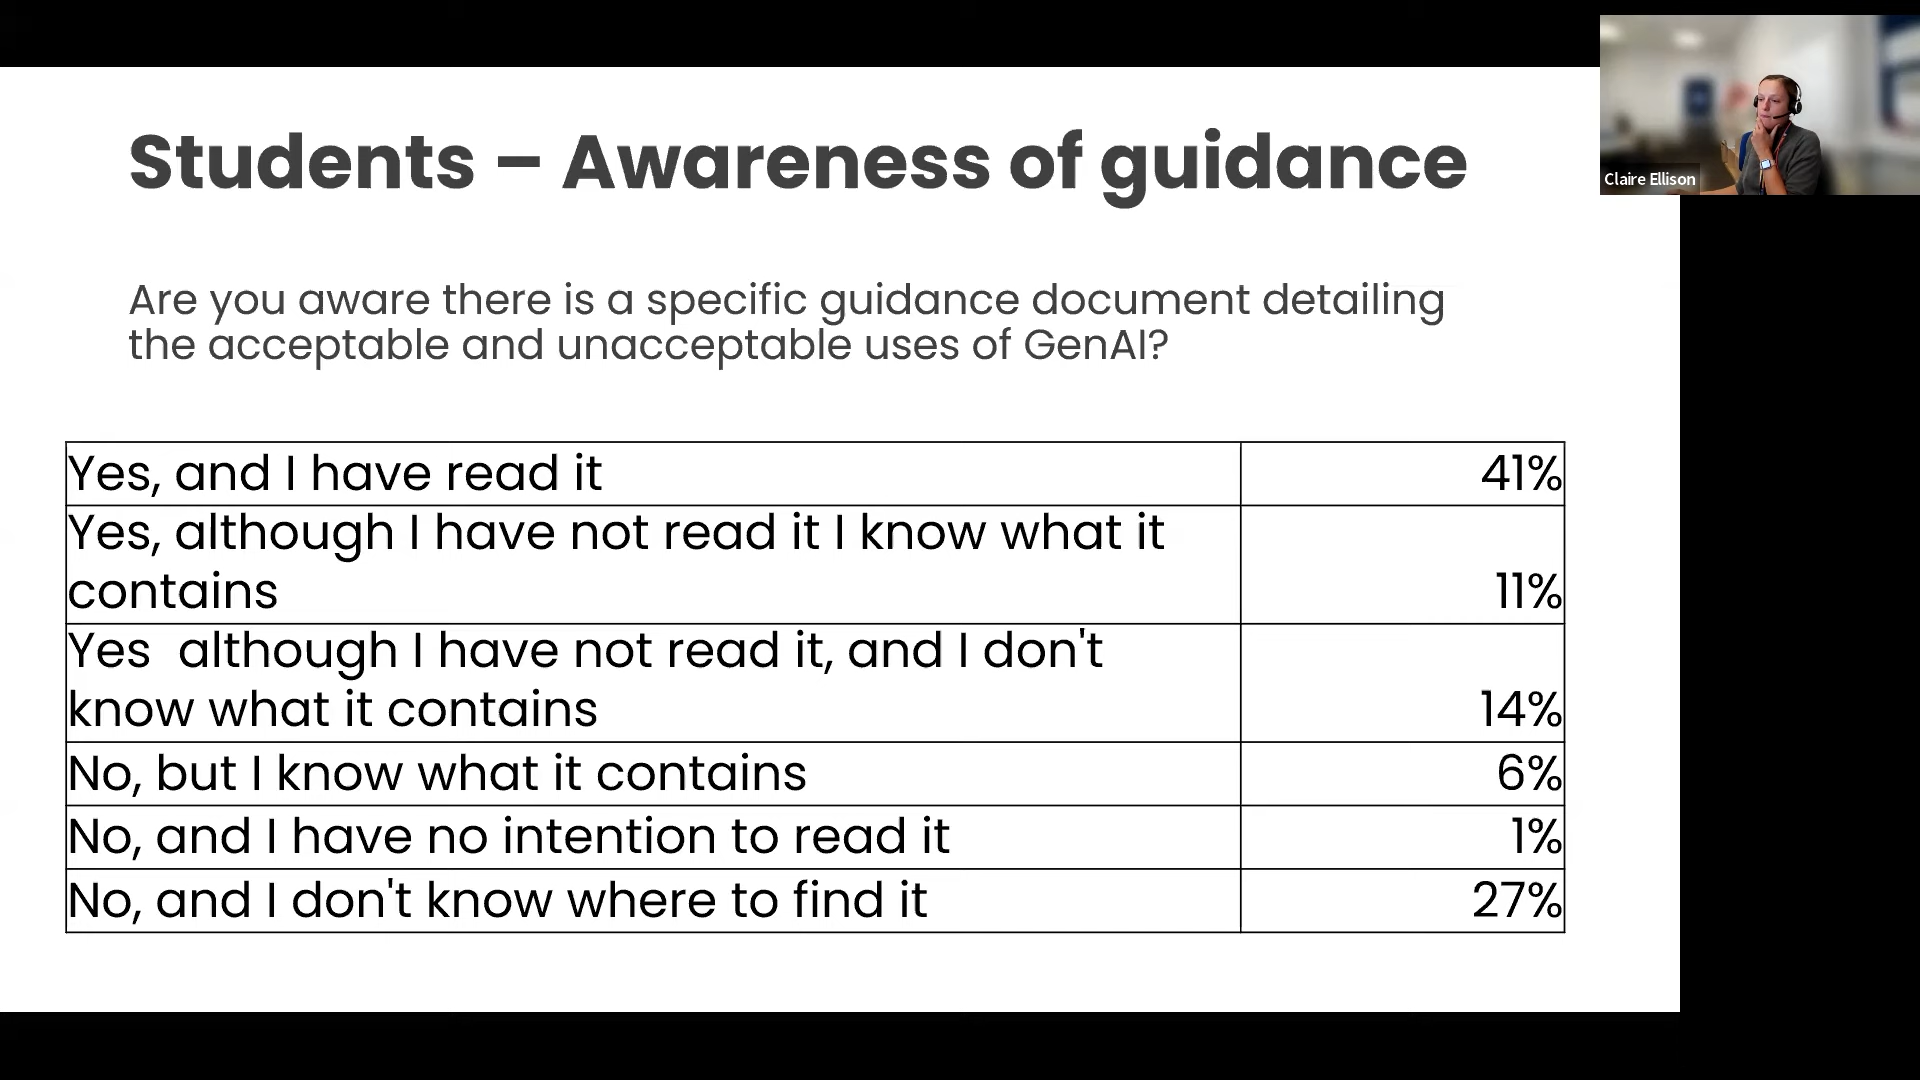 Students – Awareness of guidance
Claire Ellison
Are you aware there is a specific guidance document detailing
the acceptable and unacceptable uses of GenAI?
Yes, and I have read it 41%
Yes, although I have not read it I know what it
contains 11%
Yes  although I have not read it, and I don't
know what it contains 14%
No, but I know what it contains 6%
No, and I have no intention to read it 1%
No, and I don't know where to find it 27%